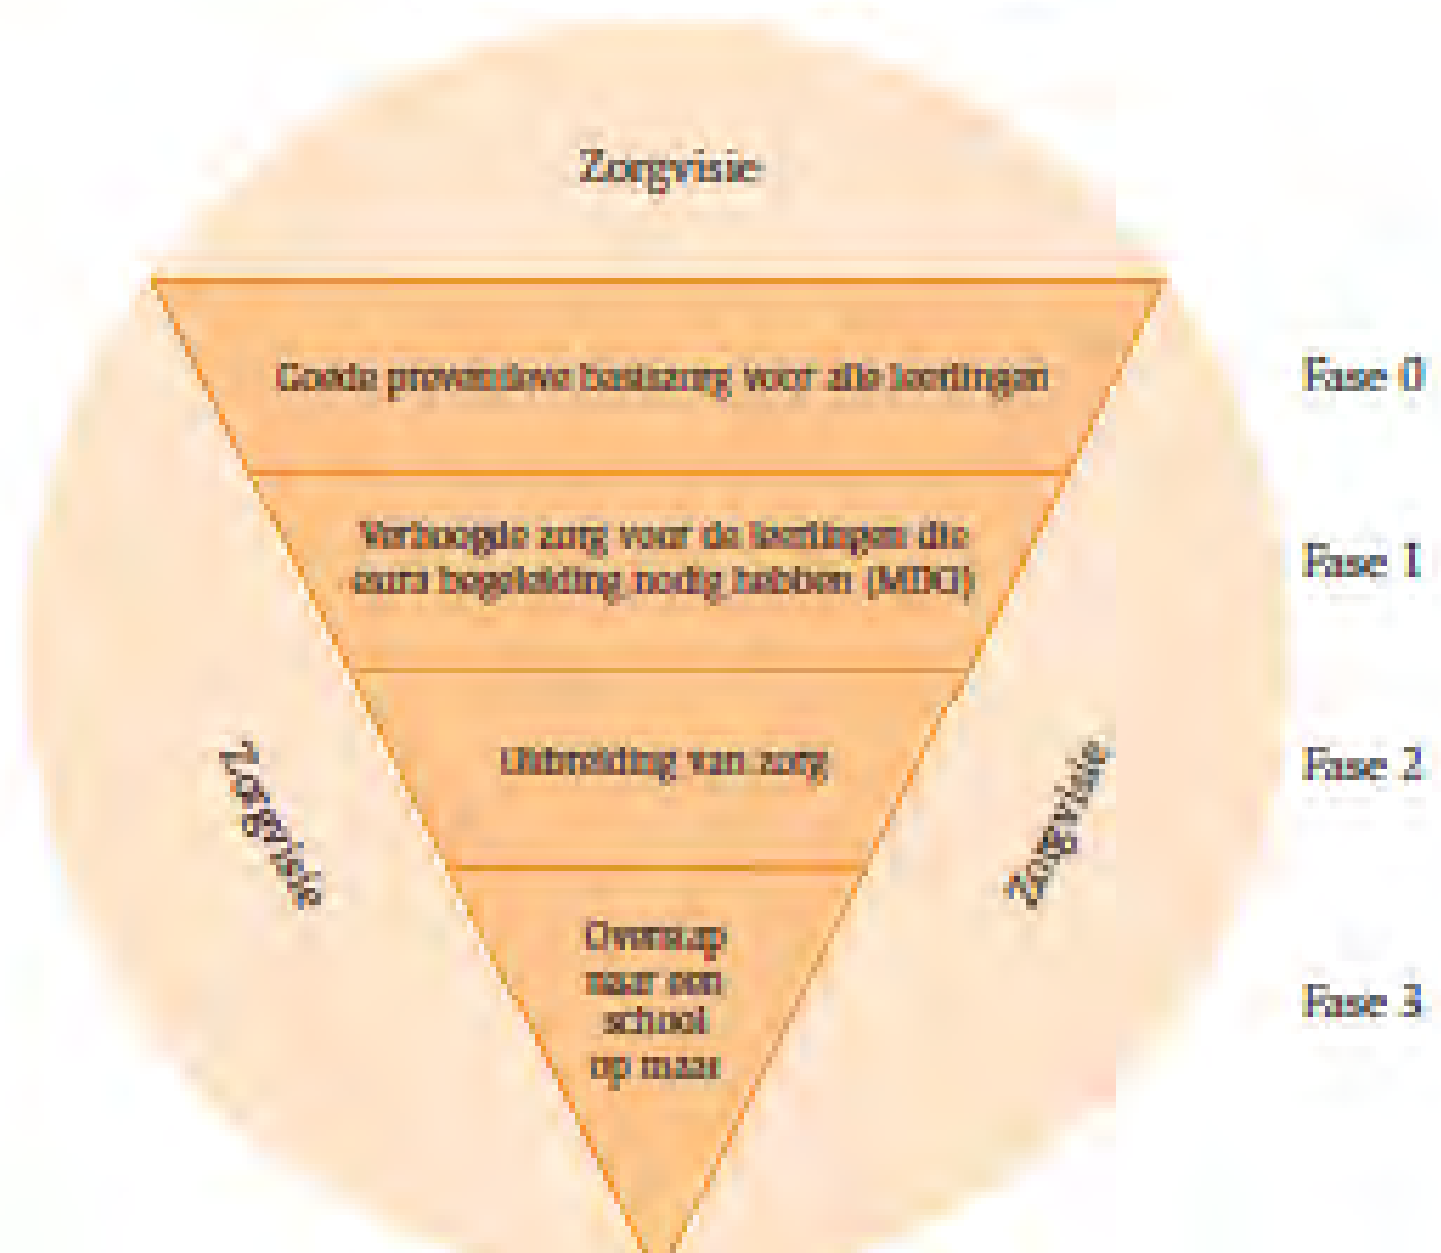 Zorgvisie
Goede preventieve basiszorg voor alle leerlingen
Fase 0
Verhoogde zorg voor de leerlingen die
extra begeleiding nodig hebben (MDO)
Fase 1
Uitbreiding van zorg
Fase 2
Zorgvisie
Zorgvisie
Overstap
naar een
school
op maat
Fase 3